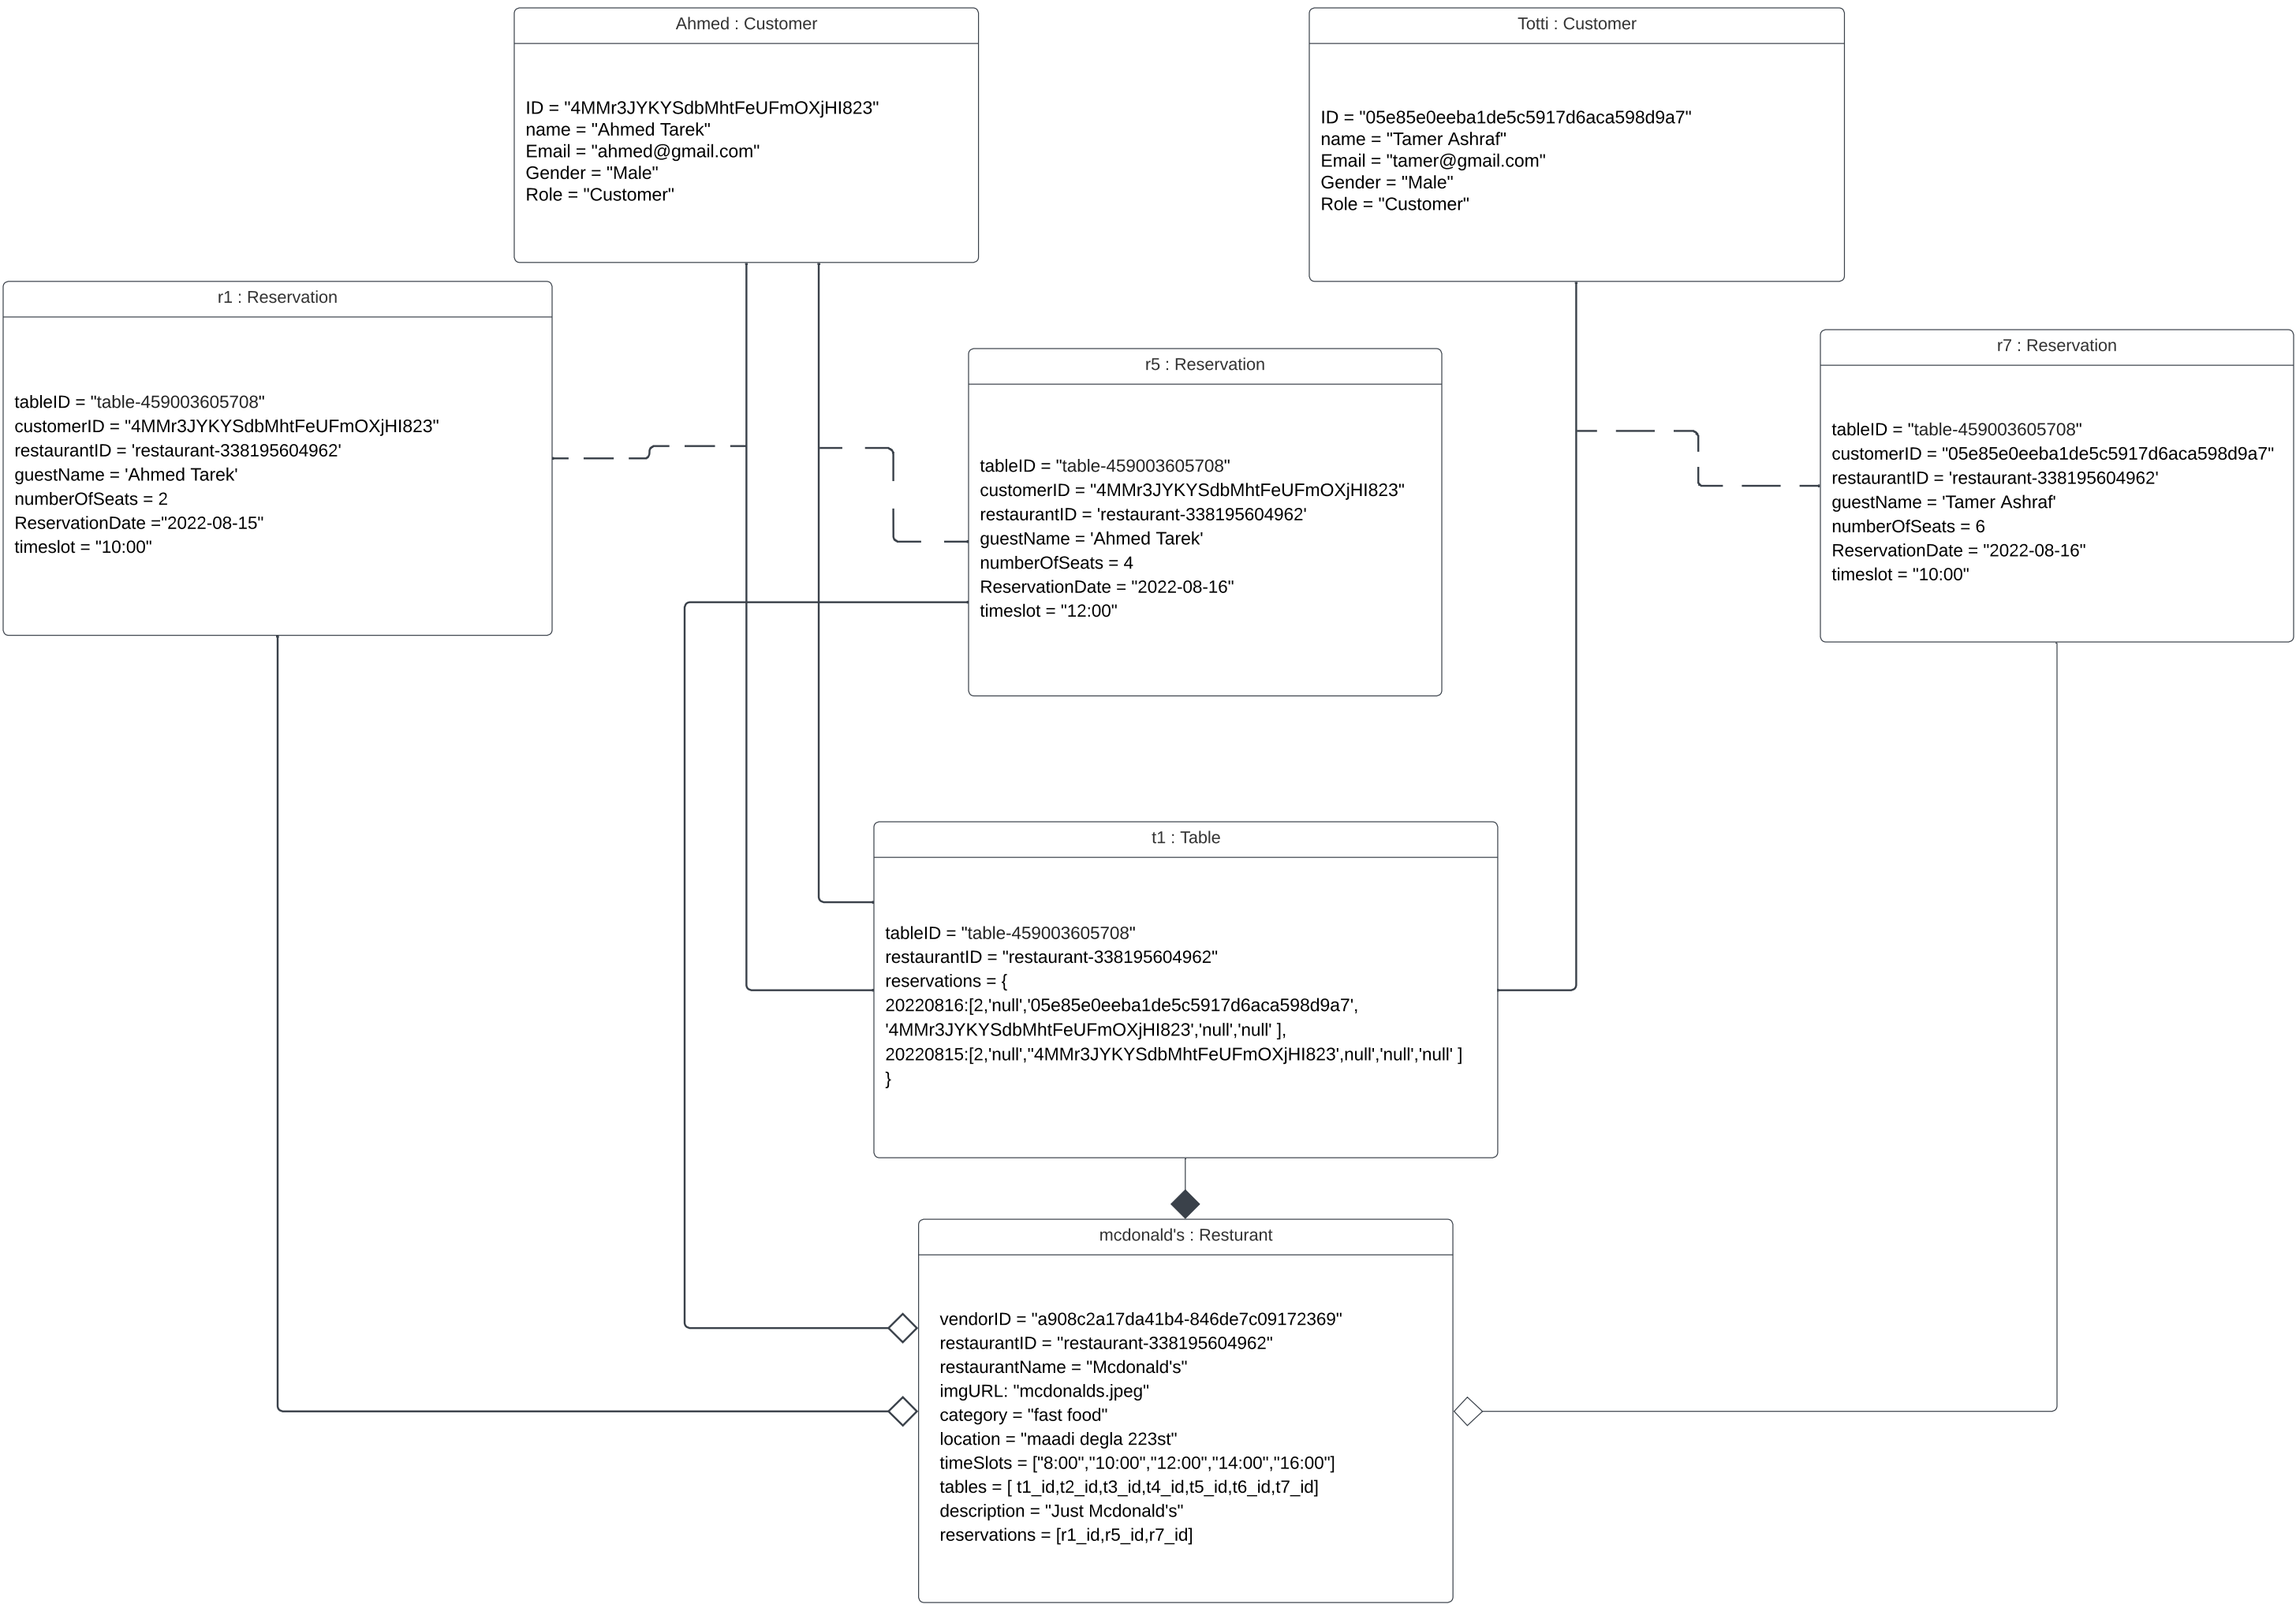 Ahmed : Customer
ID = "4MMr3JYKYSdbMhtFeUFmOXjHI823"
name = "Ahmed Tarek"
Email = "ahmed@gmail.com"
Gender = "Male"
Role = "Customer"
Totti : Customer
ID = "05e85e0eeba1de5c5917d6aca598d9a7"
name = "Tamer Ashraf"
Email = "tamer@gmail.com"
Gender = "Male"
Role = "Customer"
r1 : Reservation
tableID = "table-459003605708"
customerID = "4MMr3JYKYSdbMhtFeUFmOXjHI823"
restaurantID = 'restaurant-338195604962'
guestName = 'Ahmed Tarek'
numberOfSeats = 2
ReservationDate ="2022-08-15"
timeslot = "10:00"
r5 : Reservation
tableID = "table-459003605708"
customerID = "4MMr3JYKYSdbMhtFeUFmOXjHI823"
restaurantID = 'restaurant-338195604962'
guestName = 'Ahmed Tarek'
numberOfSeats = 4
ReservationDate = "2022-08-16"
timeslot = "12:00"
r7 : Reservation
tableID = "table-459003605708"
customerID = "05e85e0eeba1de5c5917d6aca598d9a7"
restaurantID = 'restaurant-338195604962'
guestName = 'Tamer Ashraf'
numberOfSeats = 6
ReservationDate = "2022-08-16"
timeslot = "10:00"
t1 : Table
tableID = "table-459003605708"
restaurantID = "restaurant-338195604962"
reservations = {
20220816:[2,'null','05e85e0eeba1de5c5917d6aca598d9a7',
'4MMr3JYKYSdbMhtFeUFmOXjHI823','null','null' ],
20220815:[2,'null',''4MMr3JYKYSdbMhtFeUFmOXjHI823',null','null','null' ]
}
mcdonald's : Resturant
vendorID = "a908c2a17da41b4-846de7c09172369"
restaurantID = "restaurant-338195604962"
restaurantName = "Mcdonald's"
imgURL: "mcdonalds.jpeg"
category = "fast food"
location = "maadi degla 223st"
timeSlots = ["8:00","10:00","12:00","14:00","16:00"]
tables = [ t1_id,t2_id,t3_id,t4_id,t5_id,t6_id,t7_id]
description = "Just Mcdonald's"
reservations = [r1_id,r5_id,r7_id]